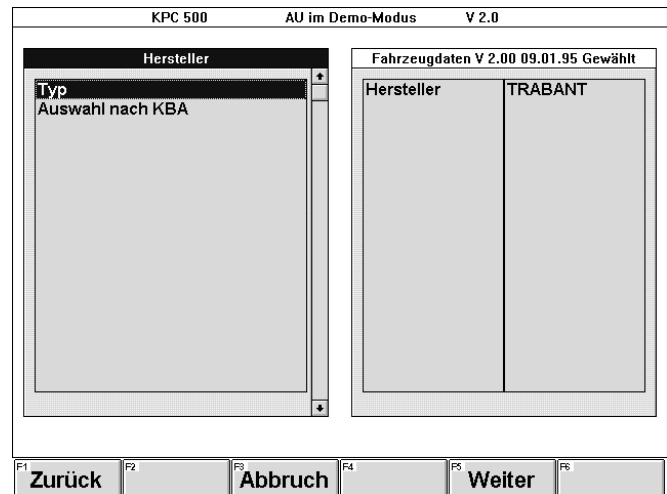 KPC 500 AU im Demo-Modus V 2.0
Hersteller
Typ
Auswahl nach KBA
Fahrzeugdaten V 2.00 09.01.95 Gewählt
Hersteller TRABANT
F1 Zurück F2 F3 Abbruch F4 F5 Weiter F6